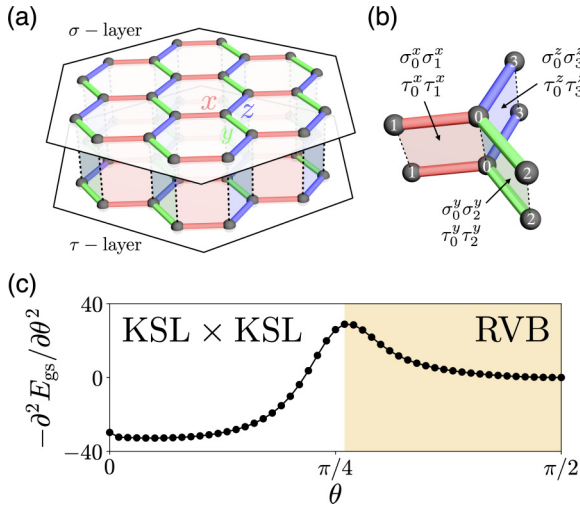 (a)
σ – layer
x
z
y
τ – layer
(b)
σ₀ˣσ₁ˣ
τ₀ˣτ₁ˣ
σ₀ᶻσ₃ᶻ
τ₀ᶻτ₃ᶻ
3
3
1
0
1
0
2
2
σ₀ʸσ₂ʸ
τ₀ʸτ₂ʸ
(c)
KSL × KSL
RVB
40
0
−40
−∂²E_gs/∂θ²
0
π/4
π/2
θ